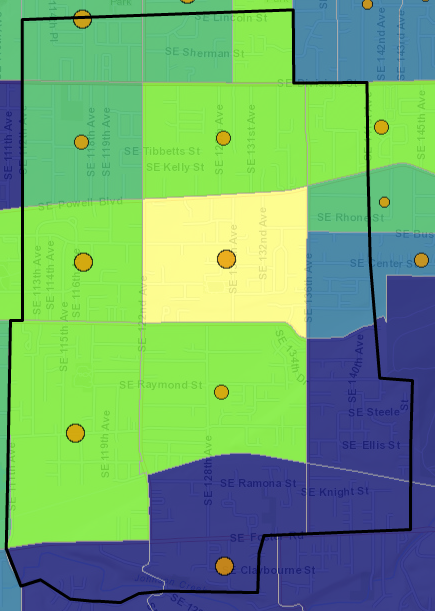 Park
SE Lincoln St
SE 142nd Ave
SE 143rd Ave
SE Sherman St
SE 111th Ave
SE 119th Ave
SE 131st Ave
SE 145th Ave
SE Tibbetts St
SE Kelly St
SE Powell Blvd
SE Rhone St
SE Center St
SE 113th Ave
SE 114th Ave
SE 132nd Ave
SE 122nd Ave
SE 136th Ave
SE 115th Ave
SE 134th Dr
SE 140th Ave
SE Raymond St
SE Steele St
SE Ellis St
SE 119th Ave
SE 128th Ave
SE Ramona St
SE Knight St
SE Foster Rd
SE Claybourne St